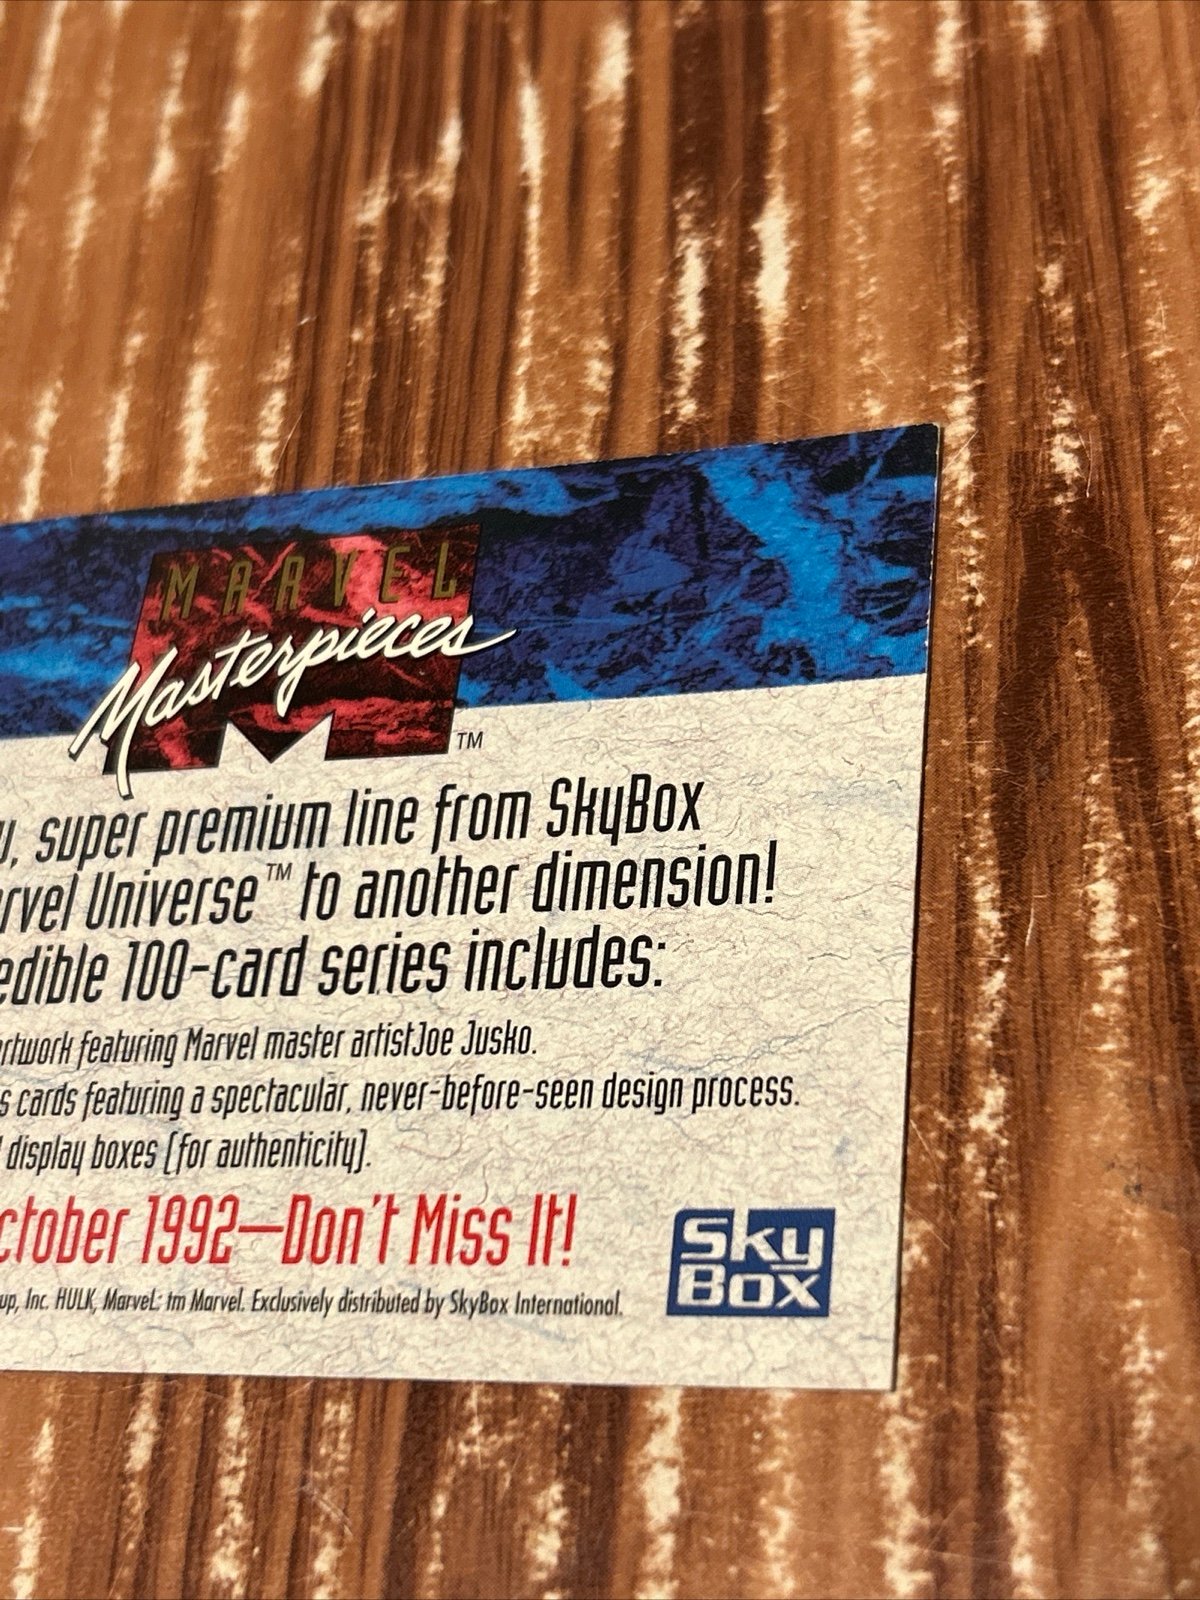 MARVEL
Masterpieces
TM
, super premium line from SkyBox
rvel Universe™ to another dimension!
edible 100-card series includes:
rtwork featuring Marvel master artist Joe Jusko.
s cards featuring a spectacular, never-before-seen design process.
display boxes (for authenticity).
ctober 1992—Don't Miss It!
up, Inc. HULK, Marvel: tm Marvel. Exclusively distributed by SkyBox International.
Sky
Box